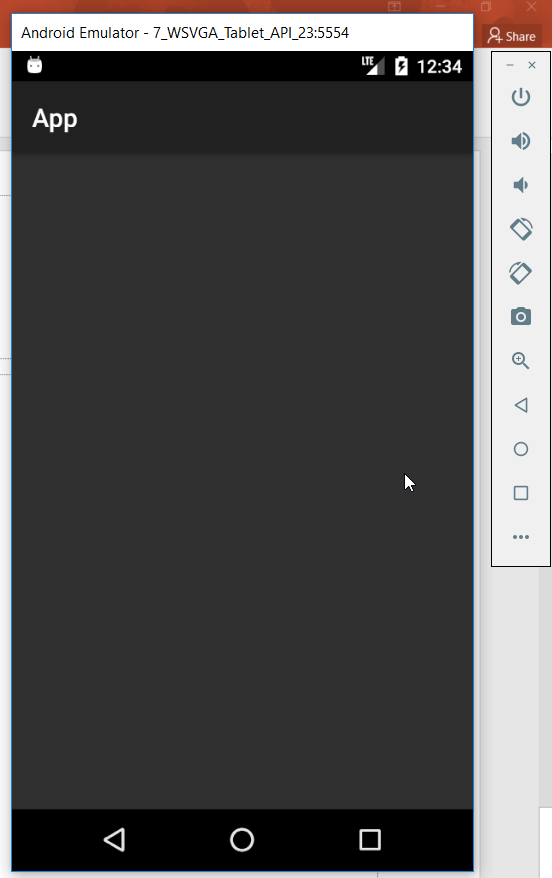 Android Emulator - 7_WSVGA_Tablet_API_23:5554
Share
LTE 12:34
App